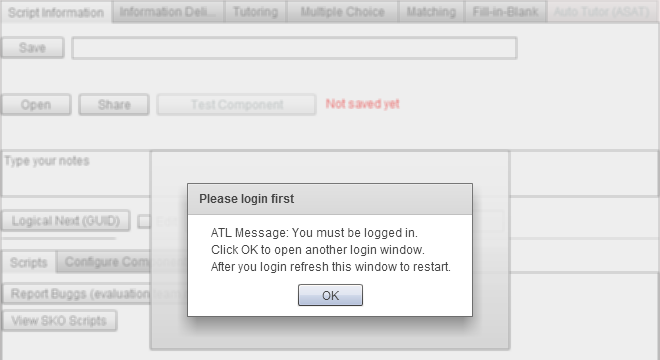 Script Information Information Deli... Tutoring Multiple Choice Matching Fill-in-Blank Auto Tutor (ASAT)
Save
Open Share Test Component Not saved yet
Type your notes
Please login first
ATL Message: You must be logged in.
Logical Next (GUID)
Click OK to open another login window.
Scripts Configure
After you login refresh this window to restart.
Report Buggs (evaluation
OK
View SKO Scripts